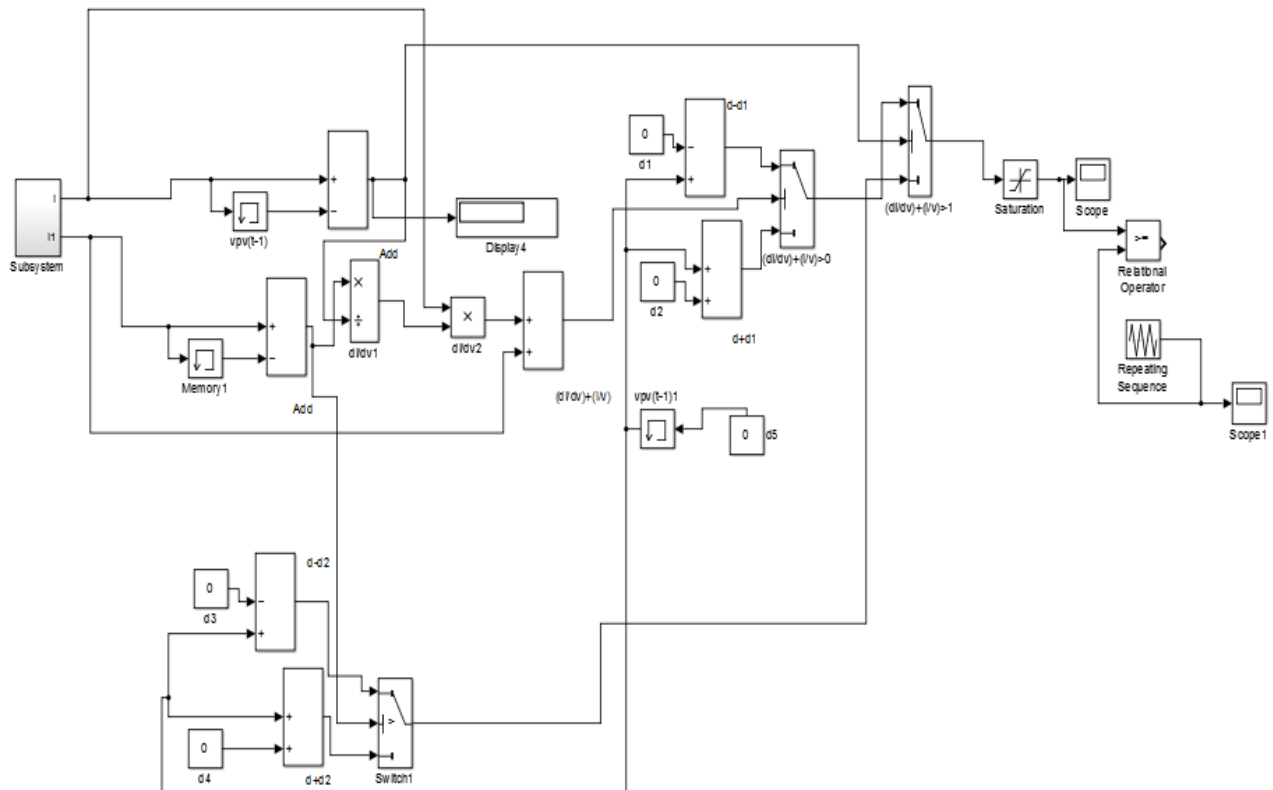 I
I1
Subsystem
+
-
vpv(t-1)
Add
Display4
+
-
Memory1
Add
×
÷
dI/dv1
×
dI/dv2
+
+
(dI/dv)+(I/v)
d-d1
0
d1
-
+
0
d2
+
+
d+d1
(dI/dv)+(I/v)>0
(dI/dv)+(I/v)>1
vpv(t-1)1
0
d5
Saturation
Scope
>=
Relational
Operator
Repeating
Sequence
Scope1
d-d2
0
d3
-
+
0
d4
+
+
d+d2
>
Switch1